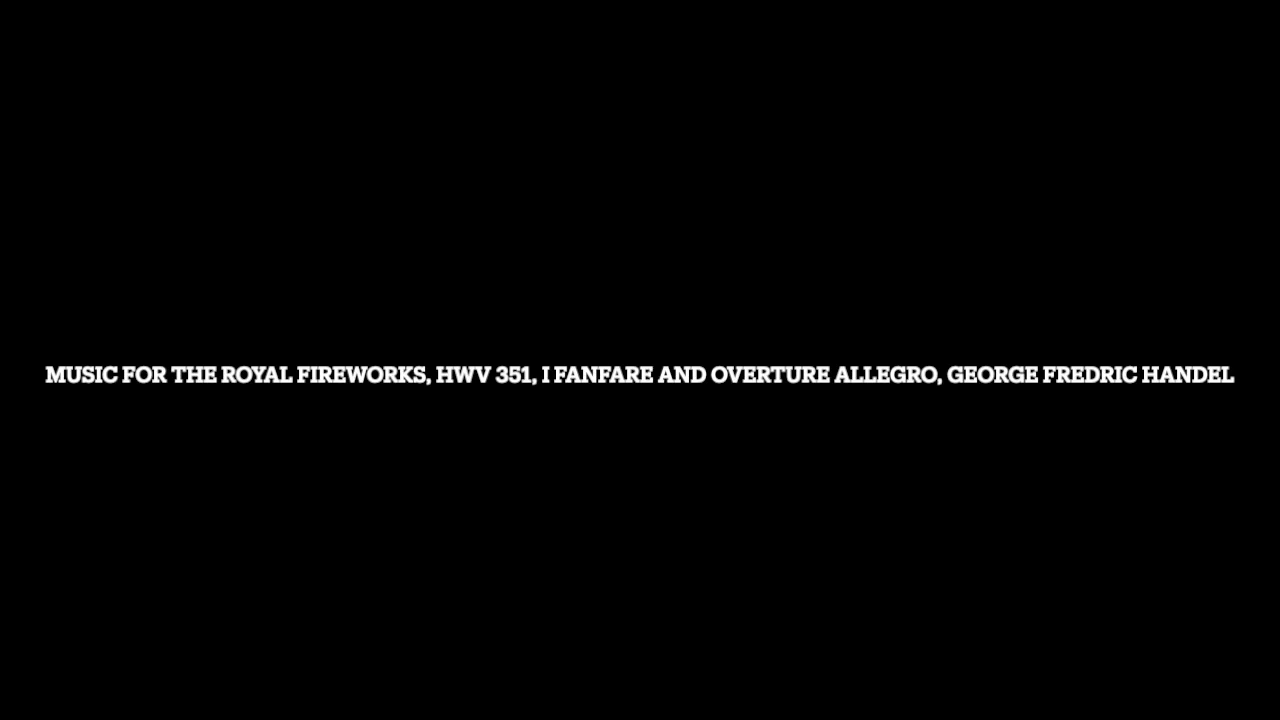 MUSIC FOR THE ROYAL FIREWORKS, HWV 351, I FANFARE AND OVERTURE ALLEGRO, GEORGE FREDRIC HANDEL